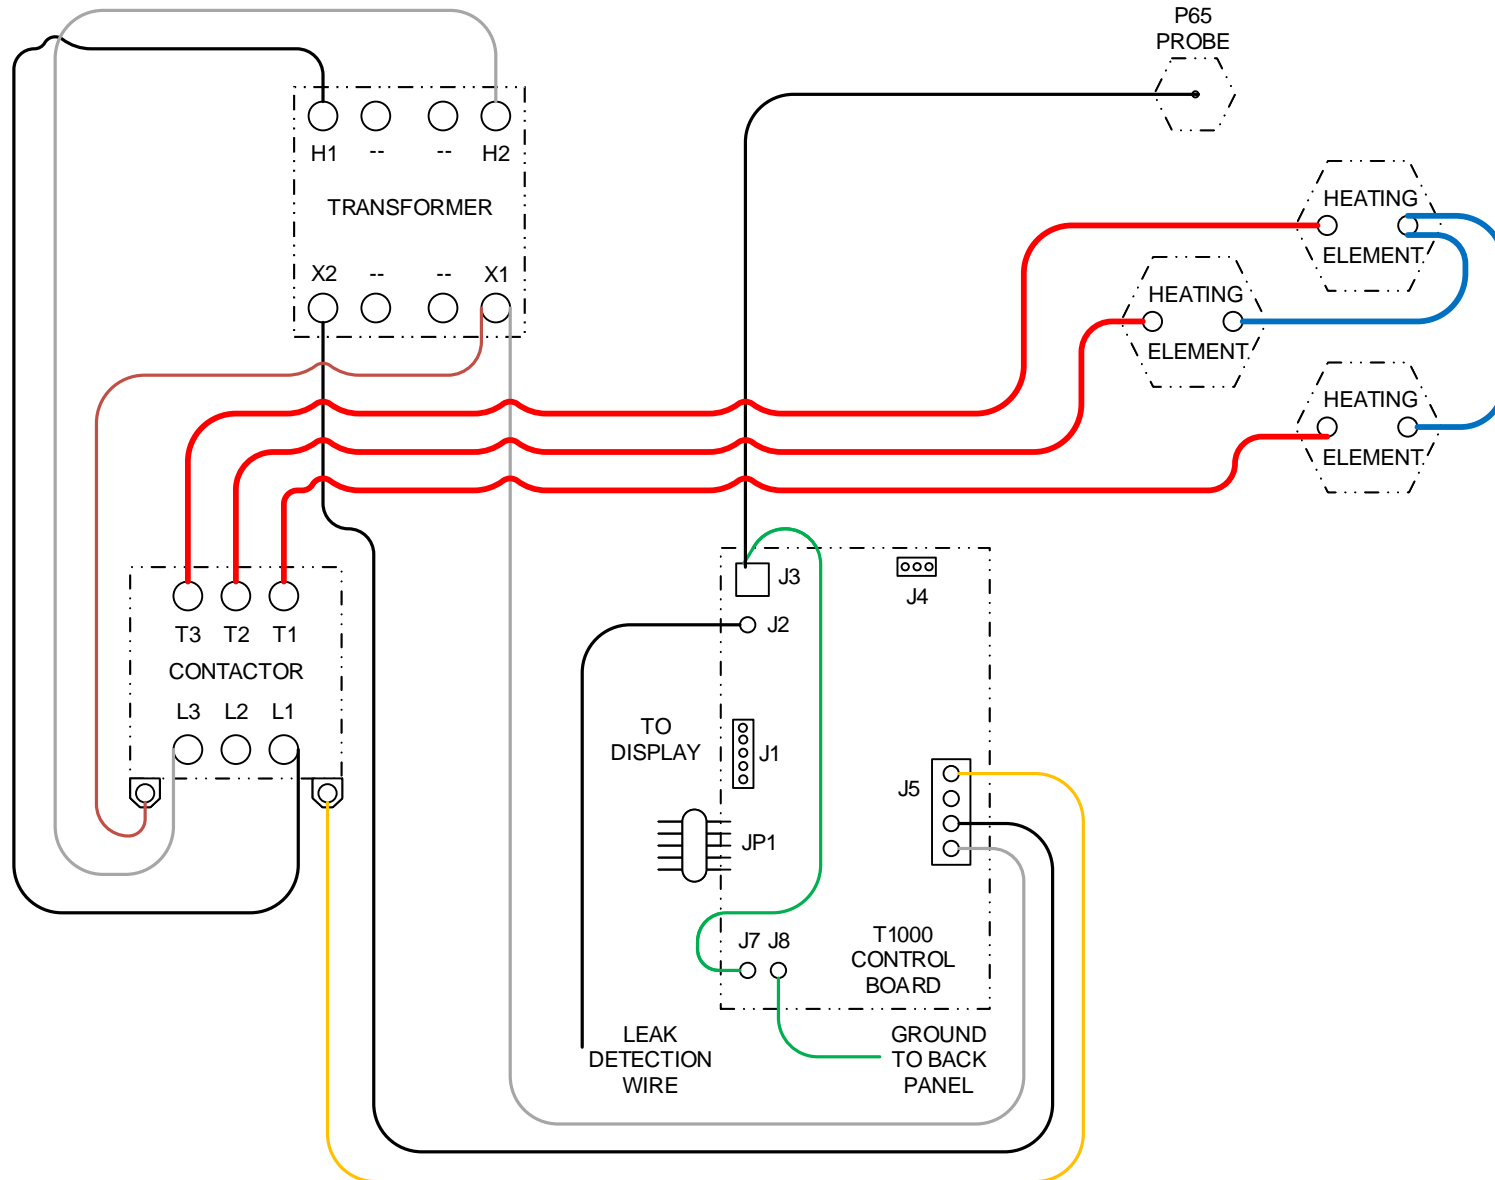 P65
PROBE
H1 -- -- H2
TRANSFORMER
X2 -- -- X1
HEATING
ELEMENT
HEATING
ELEMENT
HEATING
ELEMENT
T3 T2 T1
CONTACTOR
L3 L2 L1
J3
J4
J2
TO
DISPLAY
J1
J5
JP1
J7 J8
T1000
CONTROL
BOARD
LEAK
DETECTION
WIRE
GROUND
TO BACK
PANEL